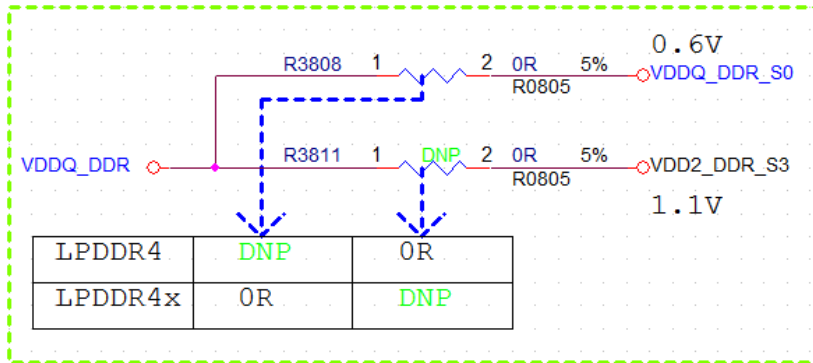 0.6V
R3808 1 2 0R 5% VDDQ_DDR_S0
R0805
VDDQ_DDR R3811 1 DNP 2 0R 5% VDD2_DDR_S3
R0805
1.1V
LPDDR4 DNP 0R
LPDDR4x 0R DNP